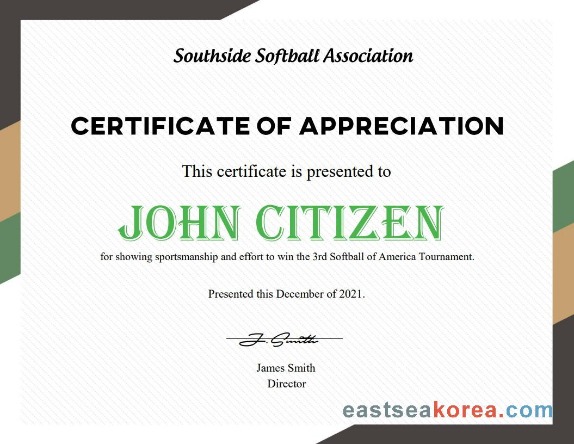 Southside Softball Association
CERTIFICATE OF APPRECIATION
This certificate is presented to
JOHN CITIZEN
for showing sportsmanship and effort to win the 3rd Softball of America Tournament.
Presented this December of 2021.
J. Smith
James Smith
Director
eastseakorea.com